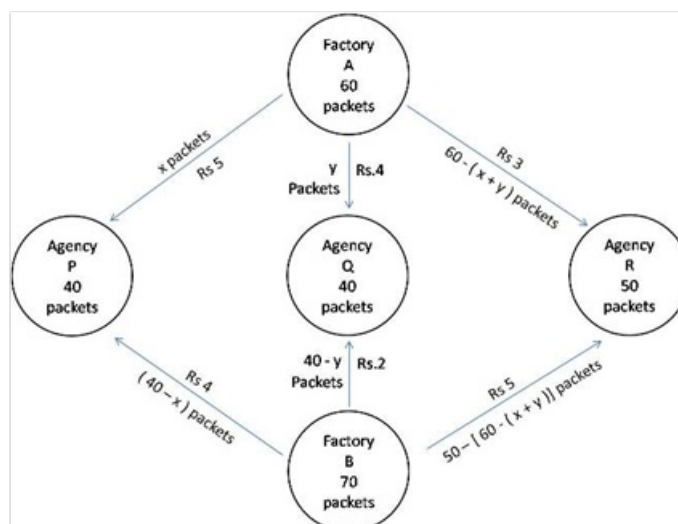 Factory
A
60
packets
x packets
Rs 5
y
Packets
Rs.4
Rs 3
60 - ( x + y ) packets
Agency
P
40
packets
Agency
Q
40
packets
Agency
R
50
packets
Rs 4
( 40 – x ) packets
40 - y
Packets
Rs.2
Rs 5
50 – [ 60 - ( x + y )] packets
Factory
B
70
packets